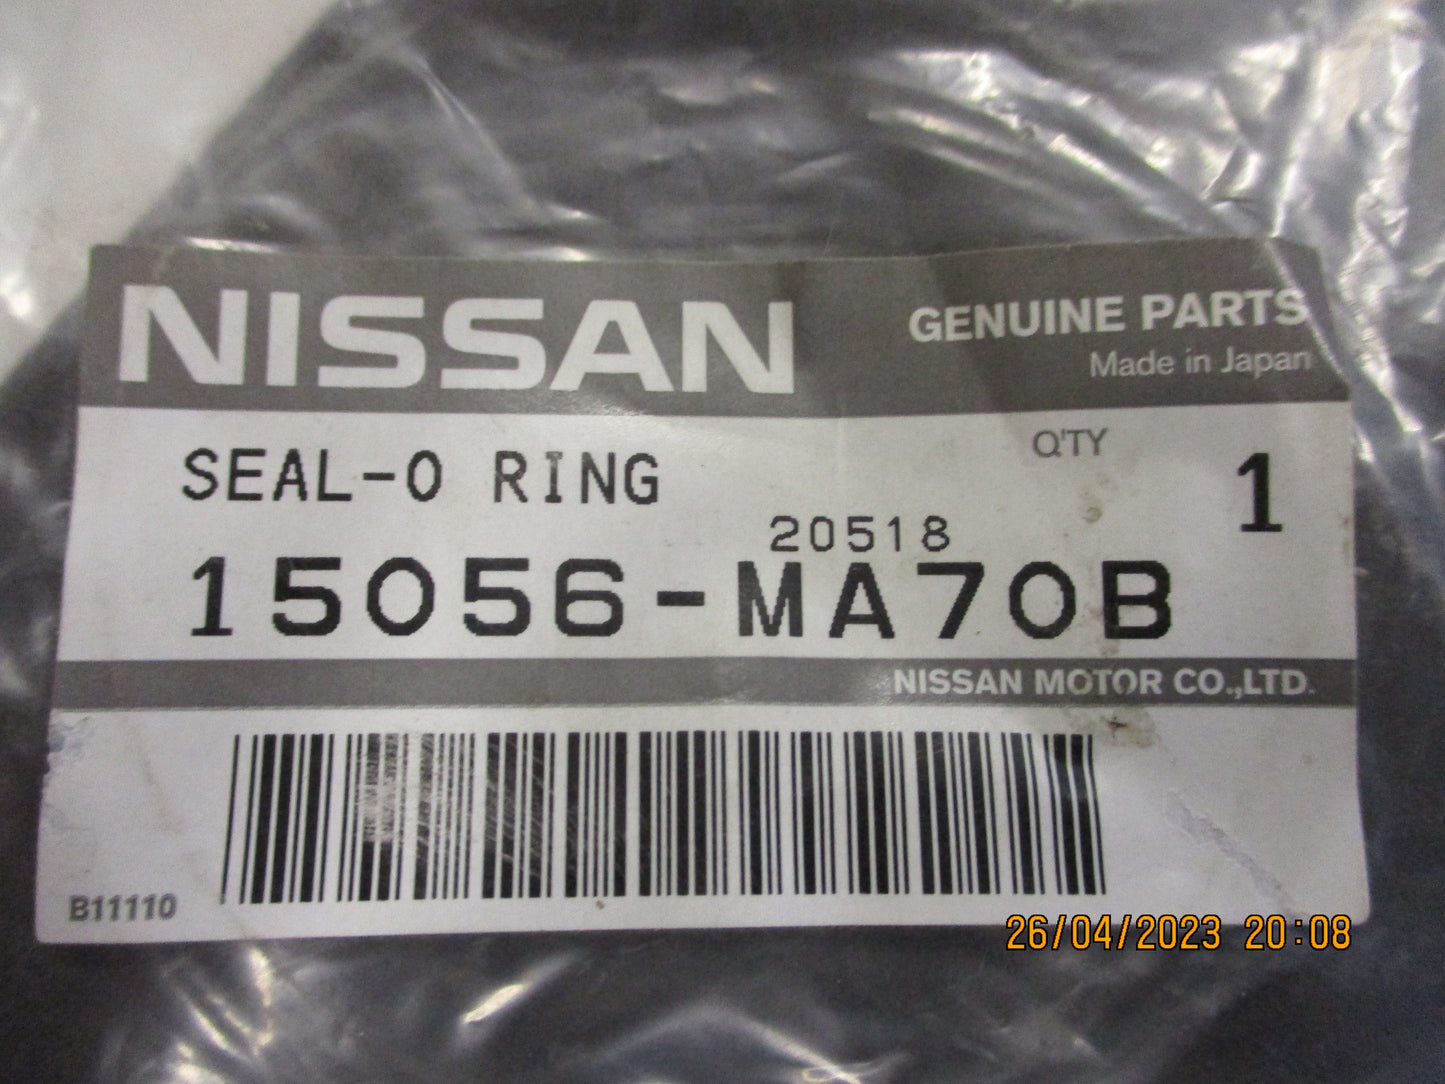 NISSAN
GENUINE PARTS
Made in Japan
SEAL-O RING
Q'TY 1
20518
15056-MA70B
NISSAN MOTOR CO.,LTD.
B11110
26/04/2023 20:08